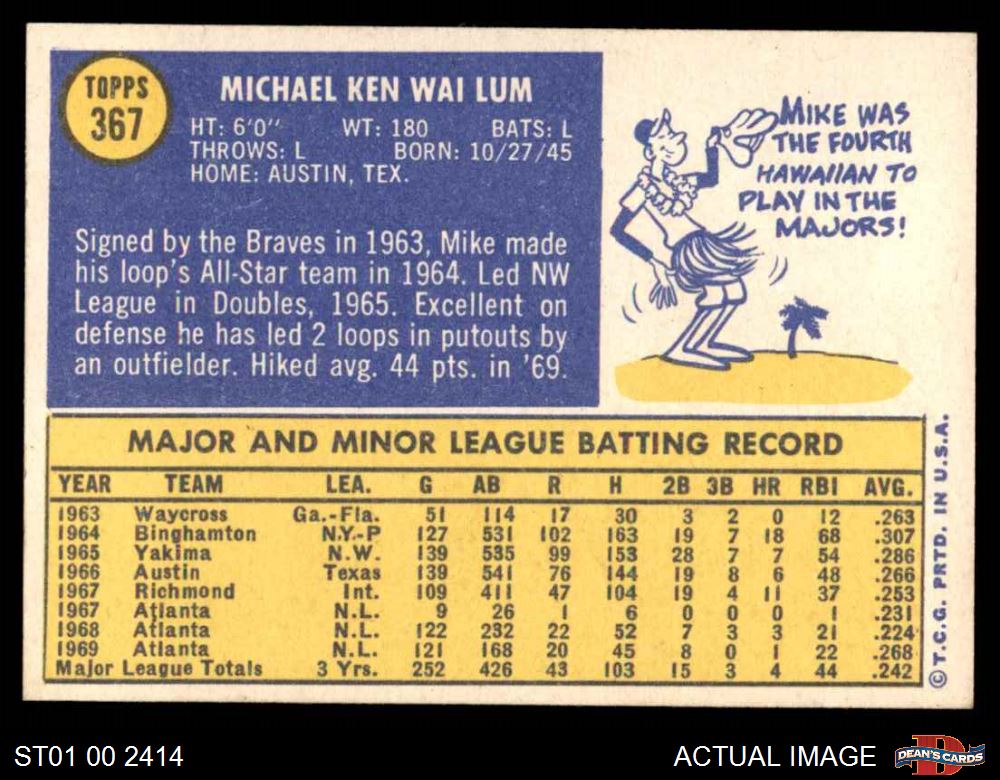 TOPPS
367
MICHAEL KEN WAI LUM
HT: 6'0" WT: 180 BATS: L
THROWS: L BORN: 10/27/45
HOME: AUSTIN, TEX.
Signed by the Braves in 1963, Mike made
his loop's All-Star team in 1964. Led NW
League in Doubles, 1965. Excellent on
defense he has led 2 loops in putouts by
an outfielder. Hiked avg. 44 pts. in '69.
MIKE WAS
THE FOURTH
HAWAIIAN TO
PLAY IN THE
MAJORS!
MAJOR AND MINOR LEAGUE BATTING RECORD
YEAR TEAM LEA. G AB R H 2B 3B HR RBI AVG.
1963 Waycross Ga.-Fla. 51 114 17 30 3 2 0 12 .263
1964 Binghamton N.Y.-P 127 531 102 163 19 7 18 68 .307
1965 Yakima N.W. 139 535 99 153 28 7 7 54 .286
1966 Austin Texas 139 541 76 144 19 8 6 48 .266
1967 Richmond Int. 109 411 47 104 19 4 11 37 .253
1967 Atlanta N.L. 9 26 1 6 0 0 0 1 .231
1968 Atlanta N.L. 122 232 22 52 7 3 3 21 .224
1969 Atlanta N.L. 121 168 20 45 8 0 1 22 .268
Major League Totals 3 Yrs. 252 426 43 103 15 3 4 44 .242
© T.C.G. PRTD. IN U.S.A.
ST01 00 2414
ACTUAL IMAGE
D
DEAN'S CARDS